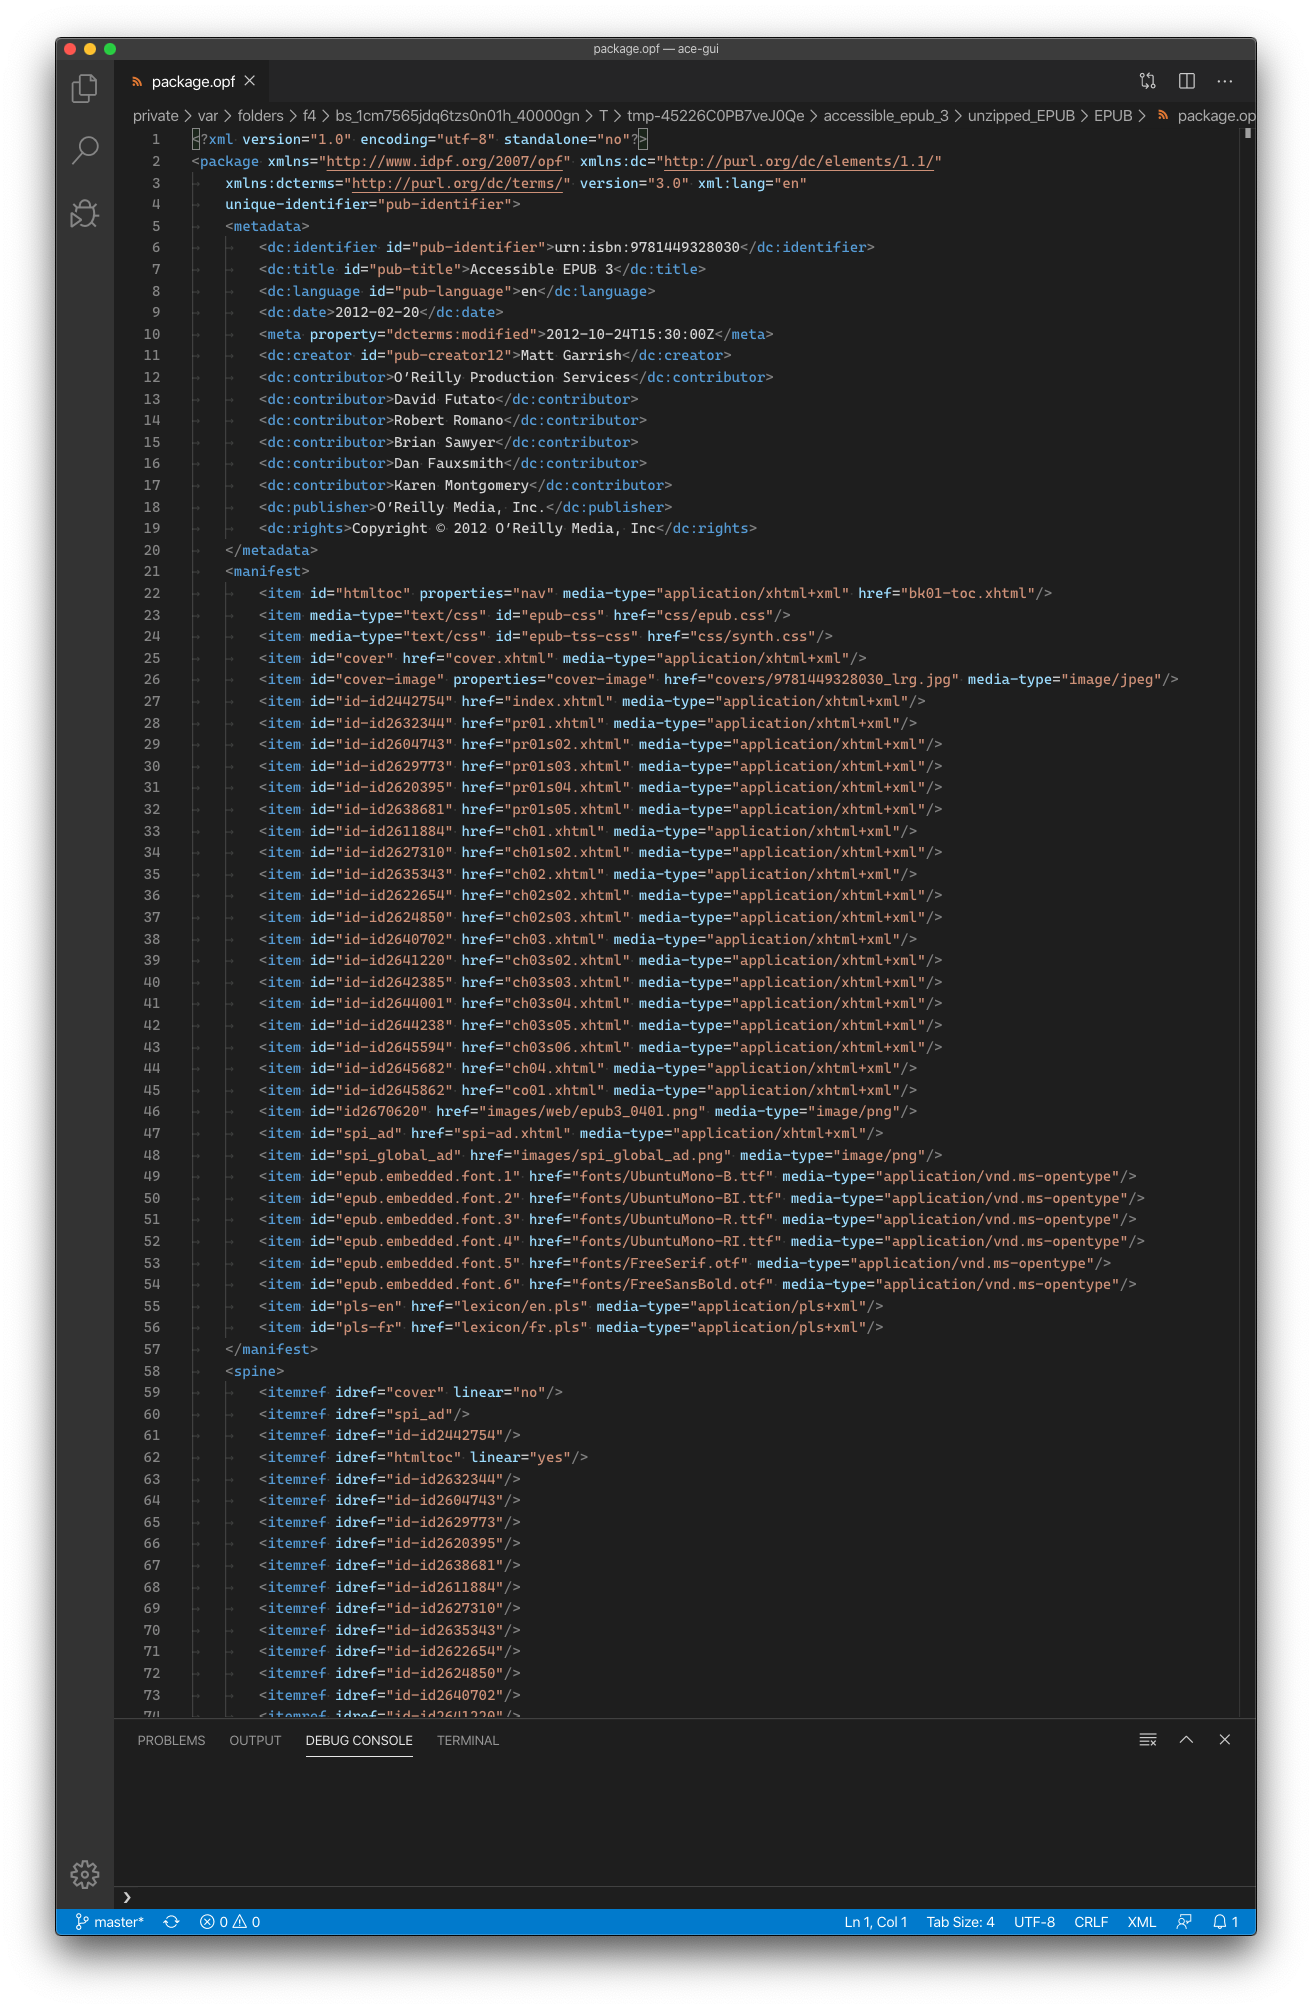 package.opf — ace-gui
package.opf
private > var > folders > f4 > bs_1cm7565jdq6tzs0n01h_40000gn > T > tmp-45226C0PB7veJ0Qe > accessible_epub_3 > unzipped_EPUB > EPUB > package.op
1 <?xml version="1.0" encoding="utf-8" standalone="no"?>
2 <package xmlns="http://www.idpf.org/2007/opf" xmlns:dc="http://purl.org/dc/elements/1.1/"
3 xmlns:dcterms="http://purl.org/dc/terms/" version="3.0" xml:lang="en"
4 unique-identifier="pub-identifier">
5 <metadata>
6 <dc:identifier id="pub-identifier">urn:isbn:9781449328030</dc:identifier>
7 <dc:title id="pub-title">Accessible EPUB 3</dc:title>
8 <dc:language id="pub-language">en</dc:language>
9 <dc:date>2012-02-20</dc:date>
10 <meta property="dcterms:modified">2012-10-24T15:30:00Z</meta>
11 <dc:creator id="pub-creator12">Matt Garrish</dc:creator>
12 <dc:contributor>O’Reilly Production Services</dc:contributor>
13 <dc:contributor>David Futato</dc:contributor>
14 <dc:contributor>Robert Romano</dc:contributor>
15 <dc:contributor>Brian Sawyer</dc:contributor>
16 <dc:contributor>Dan Fauxsmith</dc:contributor>
17 <dc:contributor>Karen Montgomery</dc:contributor>
18 <dc:publisher>O’Reilly Media, Inc.</dc:publisher>
19 <dc:rights>Copyright © 2012 O’Reilly Media, Inc</dc:rights>
20 </metadata>
21 <manifest>
22 <item id="htmltoc" properties="nav" media-type="application/xhtml+xml" href="bk01-toc.xhtml"/>
23 <item media-type="text/css" id="epub-css" href="css/epub.css"/>
24 <item media-type="text/css" id="epub-tss-css" href="css/synth.css"/>
25 <item id="cover" href="cover.xhtml" media-type="application/xhtml+xml"/>
26 <item id="cover-image" properties="cover-image" href="covers/9781449328030_lrg.jpg" media-type="image/jpeg"/>
27 <item id="id-id2442754" href="index.xhtml" media-type="application/xhtml+xml"/>
28 <item id="id-id2632344" href="pr01.xhtml" media-type="application/xhtml+xml"/>
29 <item id="id-id2604743" href="pr01s02.xhtml" media-type="application/xhtml+xml"/>
30 <item id="id-id2629773" href="pr01s03.xhtml" media-type="application/xhtml+xml"/>
31 <item id="id-id2620395" href="pr01s04.xhtml" media-type="application/xhtml+xml"/>
32 <item id="id-id2638681" href="pr01s05.xhtml" media-type="application/xhtml+xml"/>
33 <item id="id-id2611884" href="ch01.xhtml" media-type="application/xhtml+xml"/>
34 <item id="id-id2627310" href="ch01s02.xhtml" media-type="application/xhtml+xml"/>
35 <item id="id-id2635343" href="ch02.xhtml" media-type="application/xhtml+xml"/>
36 <item id="id-id2622654" href="ch02s02.xhtml" media-type="application/xhtml+xml"/>
37 <item id="id-id2624850" href="ch02s03.xhtml" media-type="application/xhtml+xml"/>
38 <item id="id-id2640702" href="ch03.xhtml" media-type="application/xhtml+xml"/>
39 <item id="id-id2641220" href="ch03s02.xhtml" media-type="application/xhtml+xml"/>
40 <item id="id-id2642385" href="ch03s03.xhtml" media-type="application/xhtml+xml"/>
41 <item id="id-id2644001" href="ch03s04.xhtml" media-type="application/xhtml+xml"/>
42 <item id="id-id2644238" href="ch03s05.xhtml" media-type="application/xhtml+xml"/>
43 <item id="id-id2645594" href="ch03s06.xhtml" media-type="application/xhtml+xml"/>
44 <item id="id-id2645682" href="ch04.xhtml" media-type="application/xhtml+xml"/>
45 <item id="id-id2645862" href="co01.xhtml" media-type="application/xhtml+xml"/>
46 <item id="id2670620" href="images/web/epub3_0401.png" media-type="image/png"/>
47 <item id="spi_ad" href="spi-ad.xhtml" media-type="application/xhtml+xml"/>
48 <item id="spi_global_ad" href="images/spi_global_ad.png" media-type="image/png"/>
49 <item id="epub.embedded.font.1" href="fonts/UbuntuMono-B.ttf" media-type="application/vnd.ms-opentype"/>
50 <item id="epub.embedded.font.2" href="fonts/UbuntuMono-BI.ttf" media-type="application/vnd.ms-opentype"/>
51 <item id="epub.embedded.font.3" href="fonts/UbuntuMono-R.ttf" media-type="application/vnd.ms-opentype"/>
52 <item id="epub.embedded.font.4" href="fonts/UbuntuMono-RI.ttf" media-type="application/vnd.ms-opentype"/>
53 <item id="epub.embedded.font.5" href="fonts/FreeSerif.otf" media-type="application/vnd.ms-opentype"/>
54 <item id="epub.embedded.font.6" href="fonts/FreeSansBold.otf" media-type="application/vnd.ms-opentype"/>
55 <item id="pls-en" href="lexicon/en.pls" media-type="application/pls+xml"/>
56 <item id="pls-fr" href="lexicon/fr.pls" media-type="application/pls+xml"/>
57 </manifest>
58 <spine>
59 <itemref idref="cover" linear="no"/>
60 <itemref idref="spi_ad"/>
61 <itemref idref="id-id2442754"/>
62 <itemref idref="htmltoc" linear="yes"/>
63 <itemref idref="id-id2632344"/>
64 <itemref idref="id-id2604743"/>
65 <itemref idref="id-id2629773"/>
66 <itemref idref="id-id2620395"/>
67 <itemref idref="id-id2638681"/>
68 <itemref idref="id-id2611884"/>
69 <itemref idref="id-id2627310"/>
70 <itemref idref="id-id2635343"/>
71 <itemref idref="id-id2622654"/>
72 <itemref idref="id-id2624850"/>
73 <itemref idref="id-id2640702"/>
74 <itemref idref="id-id2641220"/>
PROBLEMS OUTPUT DEBUG CONSOLE TERMINAL
master* 0 0 Ln 1, Col 1 Tab Size: 4 UTF-8 CRLF XML 1